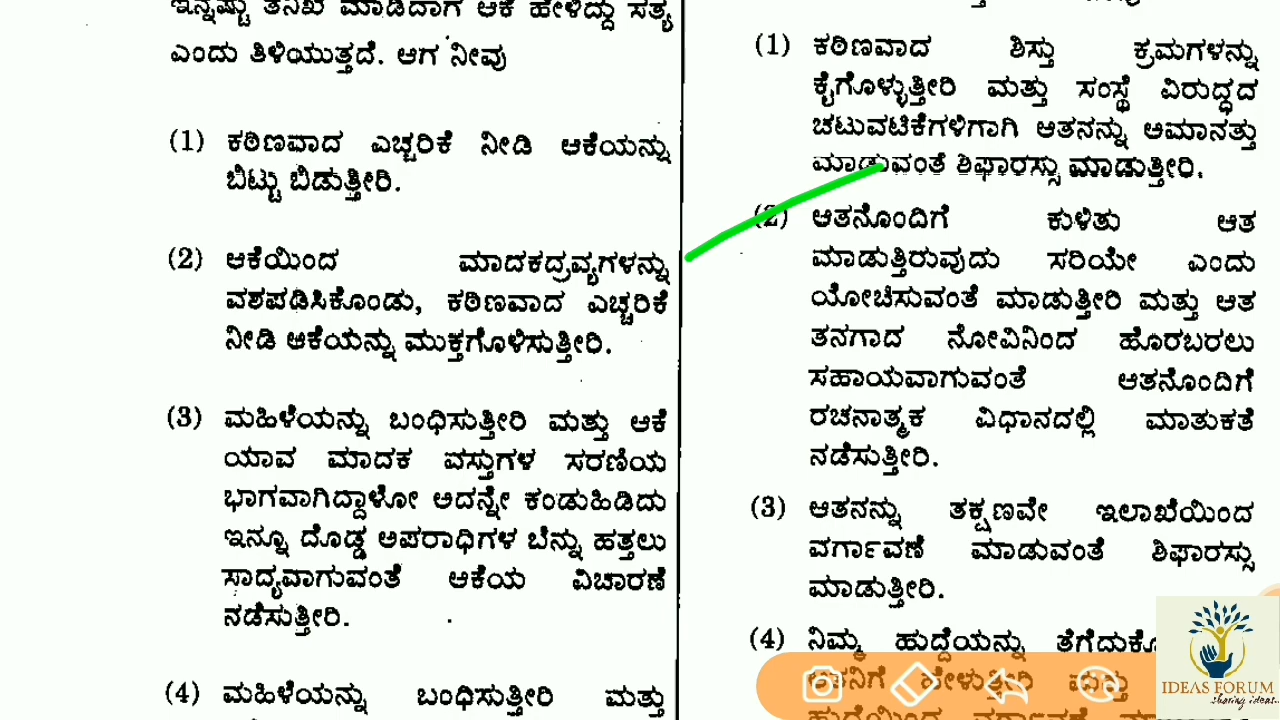 ಇನ್ನಷ್ಟು ತನಿಖೆ ಮಾಡಿದಾಗ ಆಕೆ ಹೇಳಿದ್ದು ಸತ್ಯ
ಎಂದು ತಿಳಿಯುತ್ತದೆ. ಆಗ ನೀವು
(1) ಕಠಿಣವಾದ ಎಚ್ಚರಿಕೆ ನೀಡಿ ಆಕೆಯನ್ನು
ಬಿಟ್ಟು ಬಿಡುತ್ತೀರಿ.
(2) ಆಕೆಯಿಂದ ಮಾದಕದ್ರವ್ಯಗಳನ್ನು
ವಶಪಡಿಸಿಕೊಂಡು, ಕಠಿಣವಾದ ಎಚ್ಚರಿಕೆ
ನೀಡಿ ಆಕೆಯನ್ನು ಮುಕ್ತಗೊಳಿಸುತ್ತೀರಿ.
(3) ಮಹಿಳೆಯನ್ನು ಬಂಧಿಸುತ್ತೀರಿ ಮತ್ತು ಆಕೆ
ಯಾವ ಮಾದಕ ವಸ್ತುಗಳ ಸರಣಿಯ
ಭಾಗವಾಗಿದ್ದಾಳೋ ಅದನ್ನೇ ಕಂಡುಹಿಡಿದು
ಇನ್ನೂ ದೊಡ್ಡ ಅಪರಾಧಿಗಳ ಬೆನ್ನು ಹತ್ತಲು
ಸಾದ್ಯವಾಗುವಂತೆ ಆಕೆಯ ವಿಚಾರಣೆ
ನಡೆಸುತ್ತೀರಿ.
(4) ಮಹಿಳೆಯನ್ನು ಬಂಧಿಸುತ್ತೀರಿ ಮತ್ತು
(1) ಕಠಿಣವಾದ ಶಿಸ್ತು ಕ್ರಮಗಳನ್ನು
ಕೈಗೊಳ್ಳುತ್ತೀರಿ ಮತ್ತು ಸಂಸ್ಥೆ ವಿರುದ್ಧದ
ಚಟುವಟಿಕೆಗಳಿಗಾಗಿ ಆತನನ್ನು ಅಮಾನತ್ತು
ಮಾಡುವಂತೆ ಶಿಫಾರಸ್ಸು ಮಾಡುತ್ತೀರಿ.
(2) ಆತನೊಂದಿಗೆ ಕುಳಿತು ಆತ
ಮಾಡುತ್ತಿರುವುದು ಸರಿಯೇ ಎಂದು
ಯೋಚಿಸುವಂತೆ ಮಾಡುತ್ತೀರಿ ಮತ್ತು ಆತ
ತನಗಾದ ನೋವಿನಿಂದ ಹೊರಬರಲು
ಸಹಾಯವಾಗುವಂತೆ ಆತನೊಂದಿಗೆ
ರಚನಾತ್ಮಕ ವಿಧಾನದಲ್ಲಿ ಮಾತುಕತೆ
ನಡೆಸುತ್ತೀರಿ.
(3) ಆತನನ್ನು ತಕ್ಷಣವೇ ಇಲಾಖೆಯಿಂದ
ವರ್ಗಾವಣೆ ಮಾಡುವಂತೆ ಶಿಫಾರಸ್ಸು
ಮಾಡುತ್ತೀರಿ.
(4) ನಿಮ್ಮ ಹುದ್ದೆಯನ್ನು
IDEAS FORUM
sharing ideas